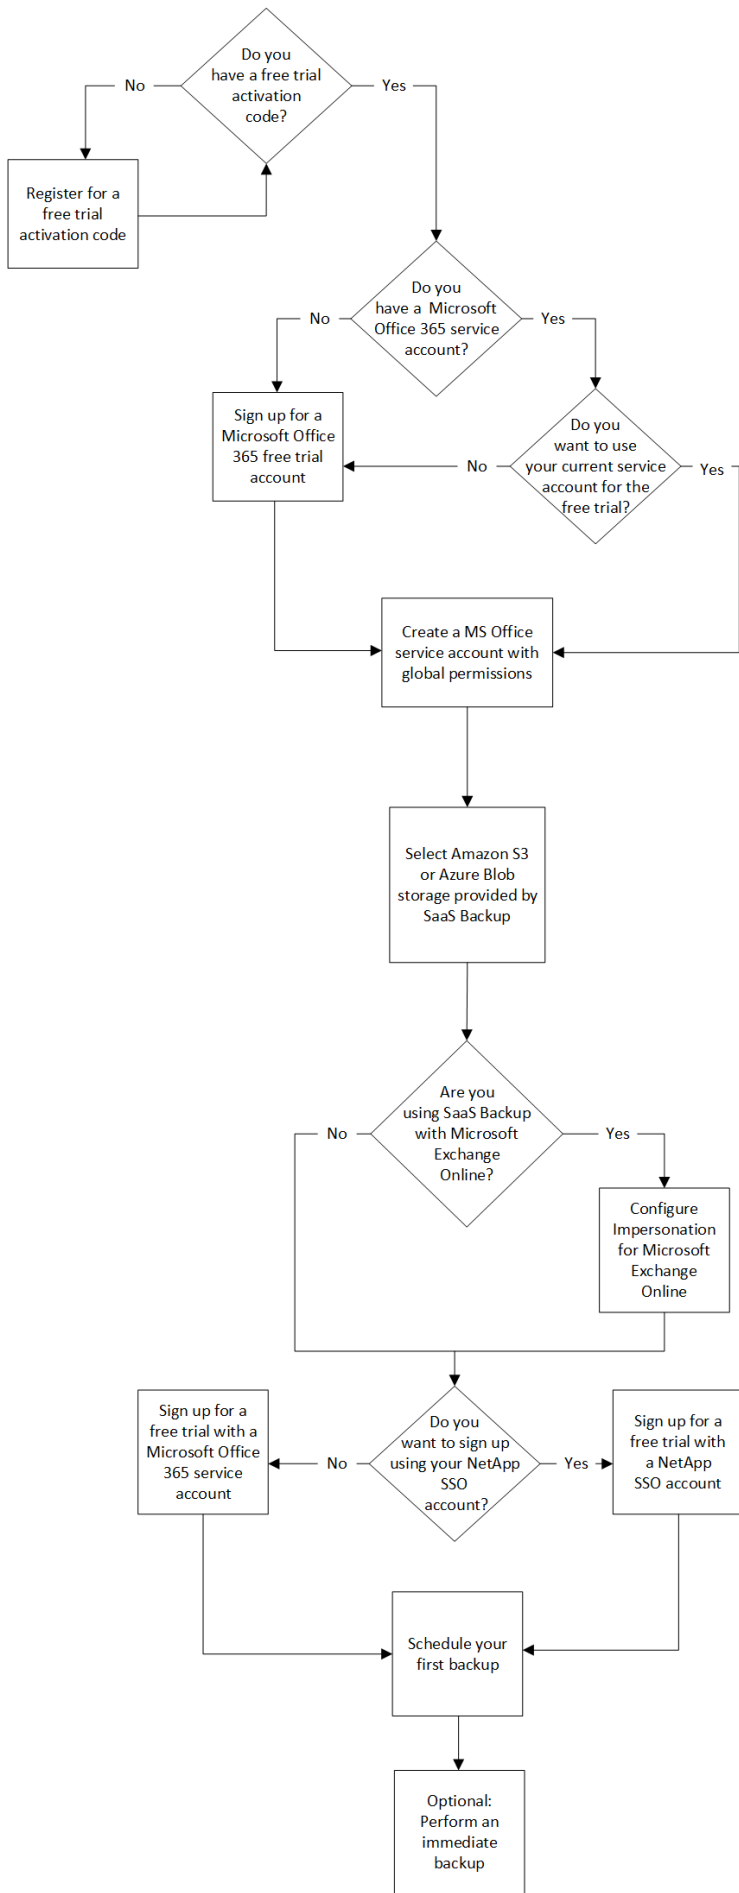 Do you
have a free trial
activation
code?
No
Yes
Register for a
free trial
activation code
Do you
have a Microsoft
Office 365 service
account?
No
Yes
Sign up for a
Microsoft Office
365 free trial
account
Do you
want to use
your current service
account for the
free trial?
No
Yes
Create a MS Office
service account with
global permissions
Select Amazon S3
or Azure Blob
storage provided by
SaaS Backup
Are you
using SaaS Backup
with Microsoft
Exchange
Online?
No
Yes
Configure
Impersonation
for Microsoft
Exchange
Online
Sign up for a
free trial with a
Microsoft Office
365 service
account
No
Do you
want to sign up
using your NetApp
SSO
account?
Yes
Sign up for a
free trial with
a NetApp
SSO account
Schedule your
first backup
Optional:
Perform an
immediate
backup